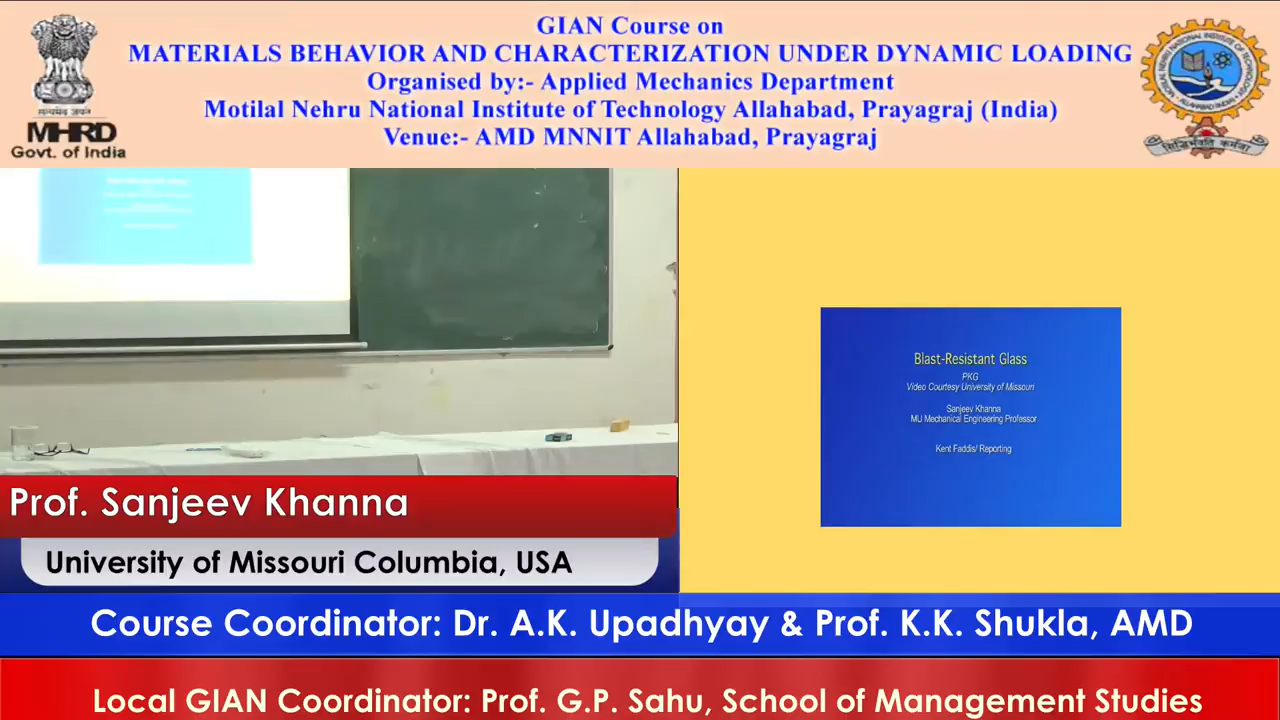 GIAN Course on
MATERIALS BEHAVIOR AND CHARACTERIZATION UNDER DYNAMIC LOADING
Organised by:- Applied Mechanics Department
Motilal Nehru National Institute of Technology Allahabad, Prayagraj (India)
Venue:- AMD MNNIT Allahabad, Prayagraj
सत्यमेव जयते
MHRD
Govt. of India
Blast-Resistant Glass
PKG
Video Courtesy University of Missouri
Sanjeev Khanna
MU Mechanical Engineering Professor
Kent Faddis/ Reporting
Prof. Sanjeev Khanna
University of Missouri Columbia, USA
Course Coordinator: Dr. A.K. Upadhyay & Prof. K.K. Shukla, AMD
Local GIAN Coordinator: Prof. G.P. Sahu, School of Management Studies